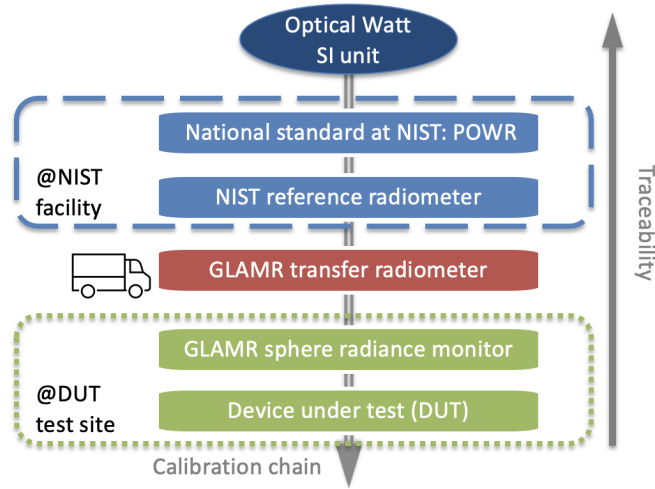 Optical Watt
SI unit
National standard at NIST: POWR
@NIST
facility
NIST reference radiometer
GLAMR transfer radiometer
GLAMR sphere radiance monitor
@DUT
test site
Device under test (DUT)
Calibration chain
Traceability